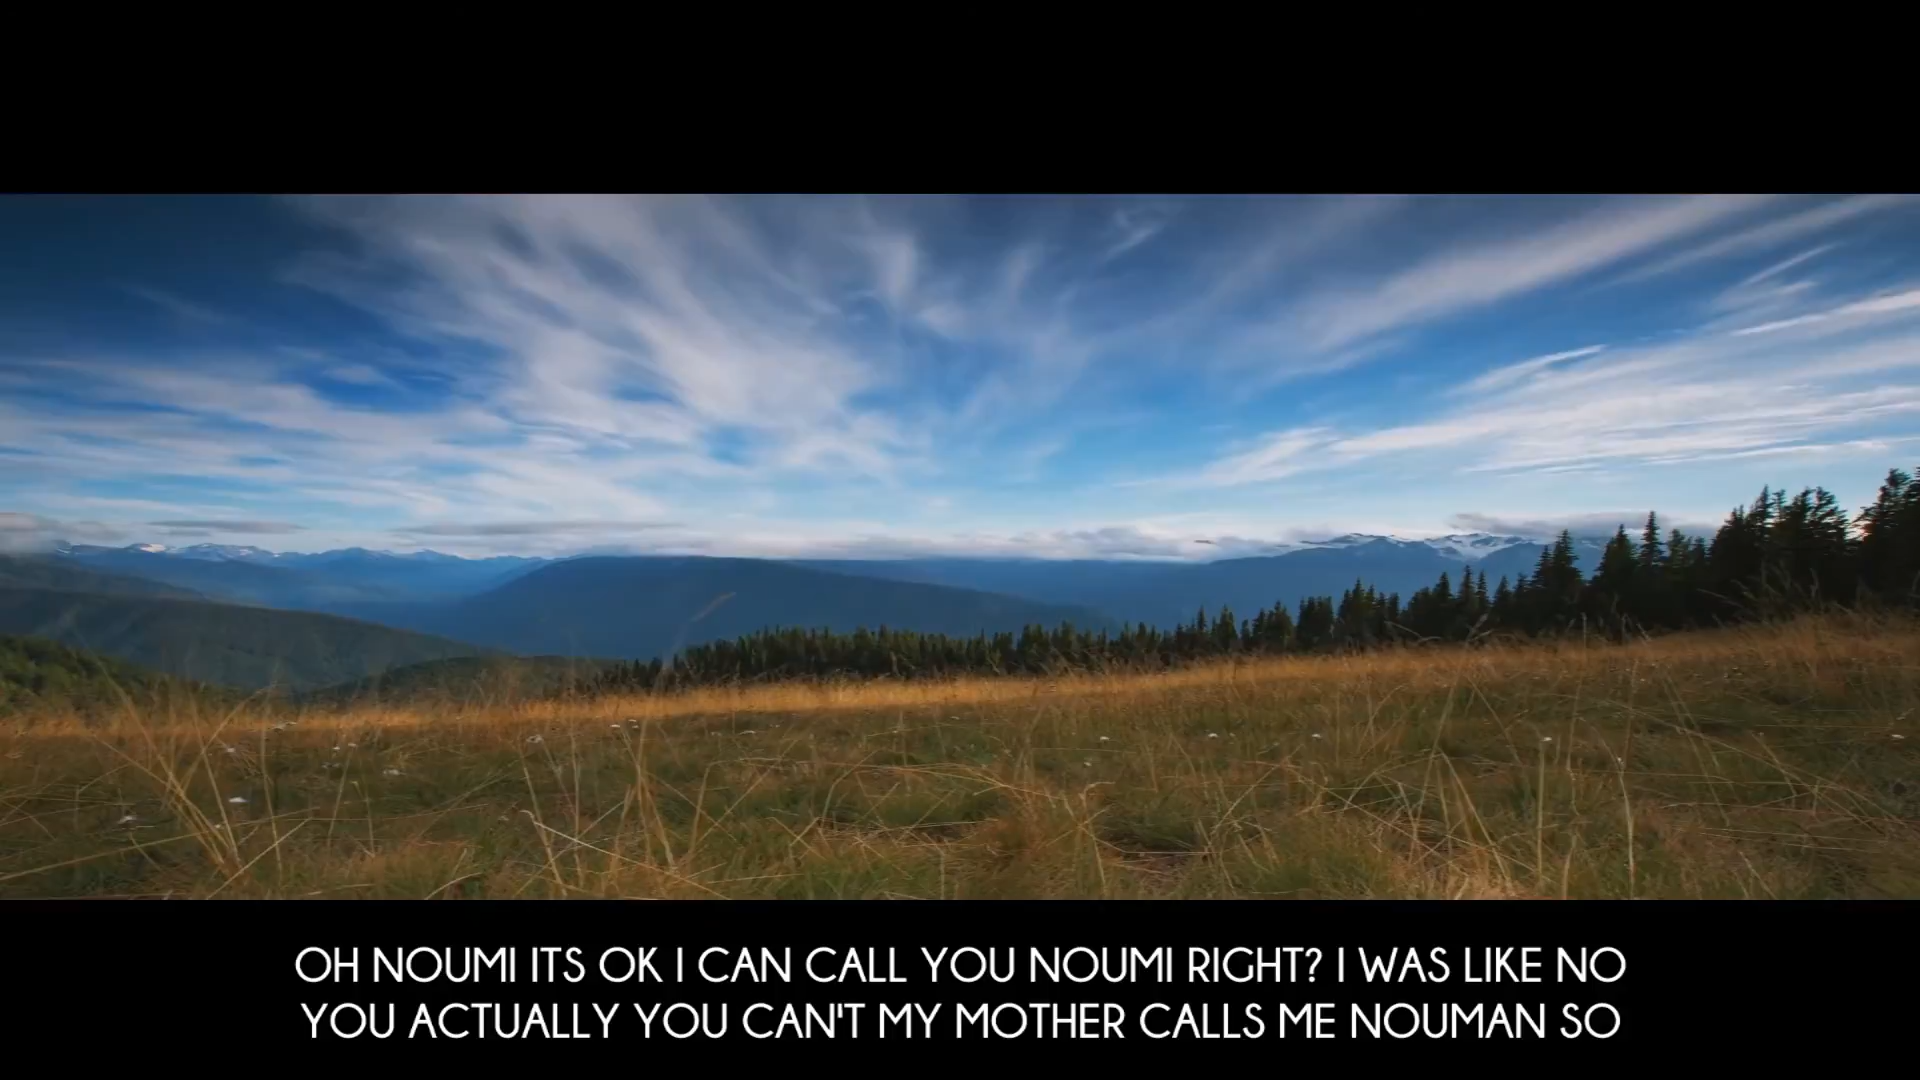 OH NOUMI ITS OK I CAN CALL YOU NOUMI RIGHT? I WAS LIKE NO
YOU ACTUALLY YOU CAN'T MY MOTHER CALLS ME NOUMAN SO